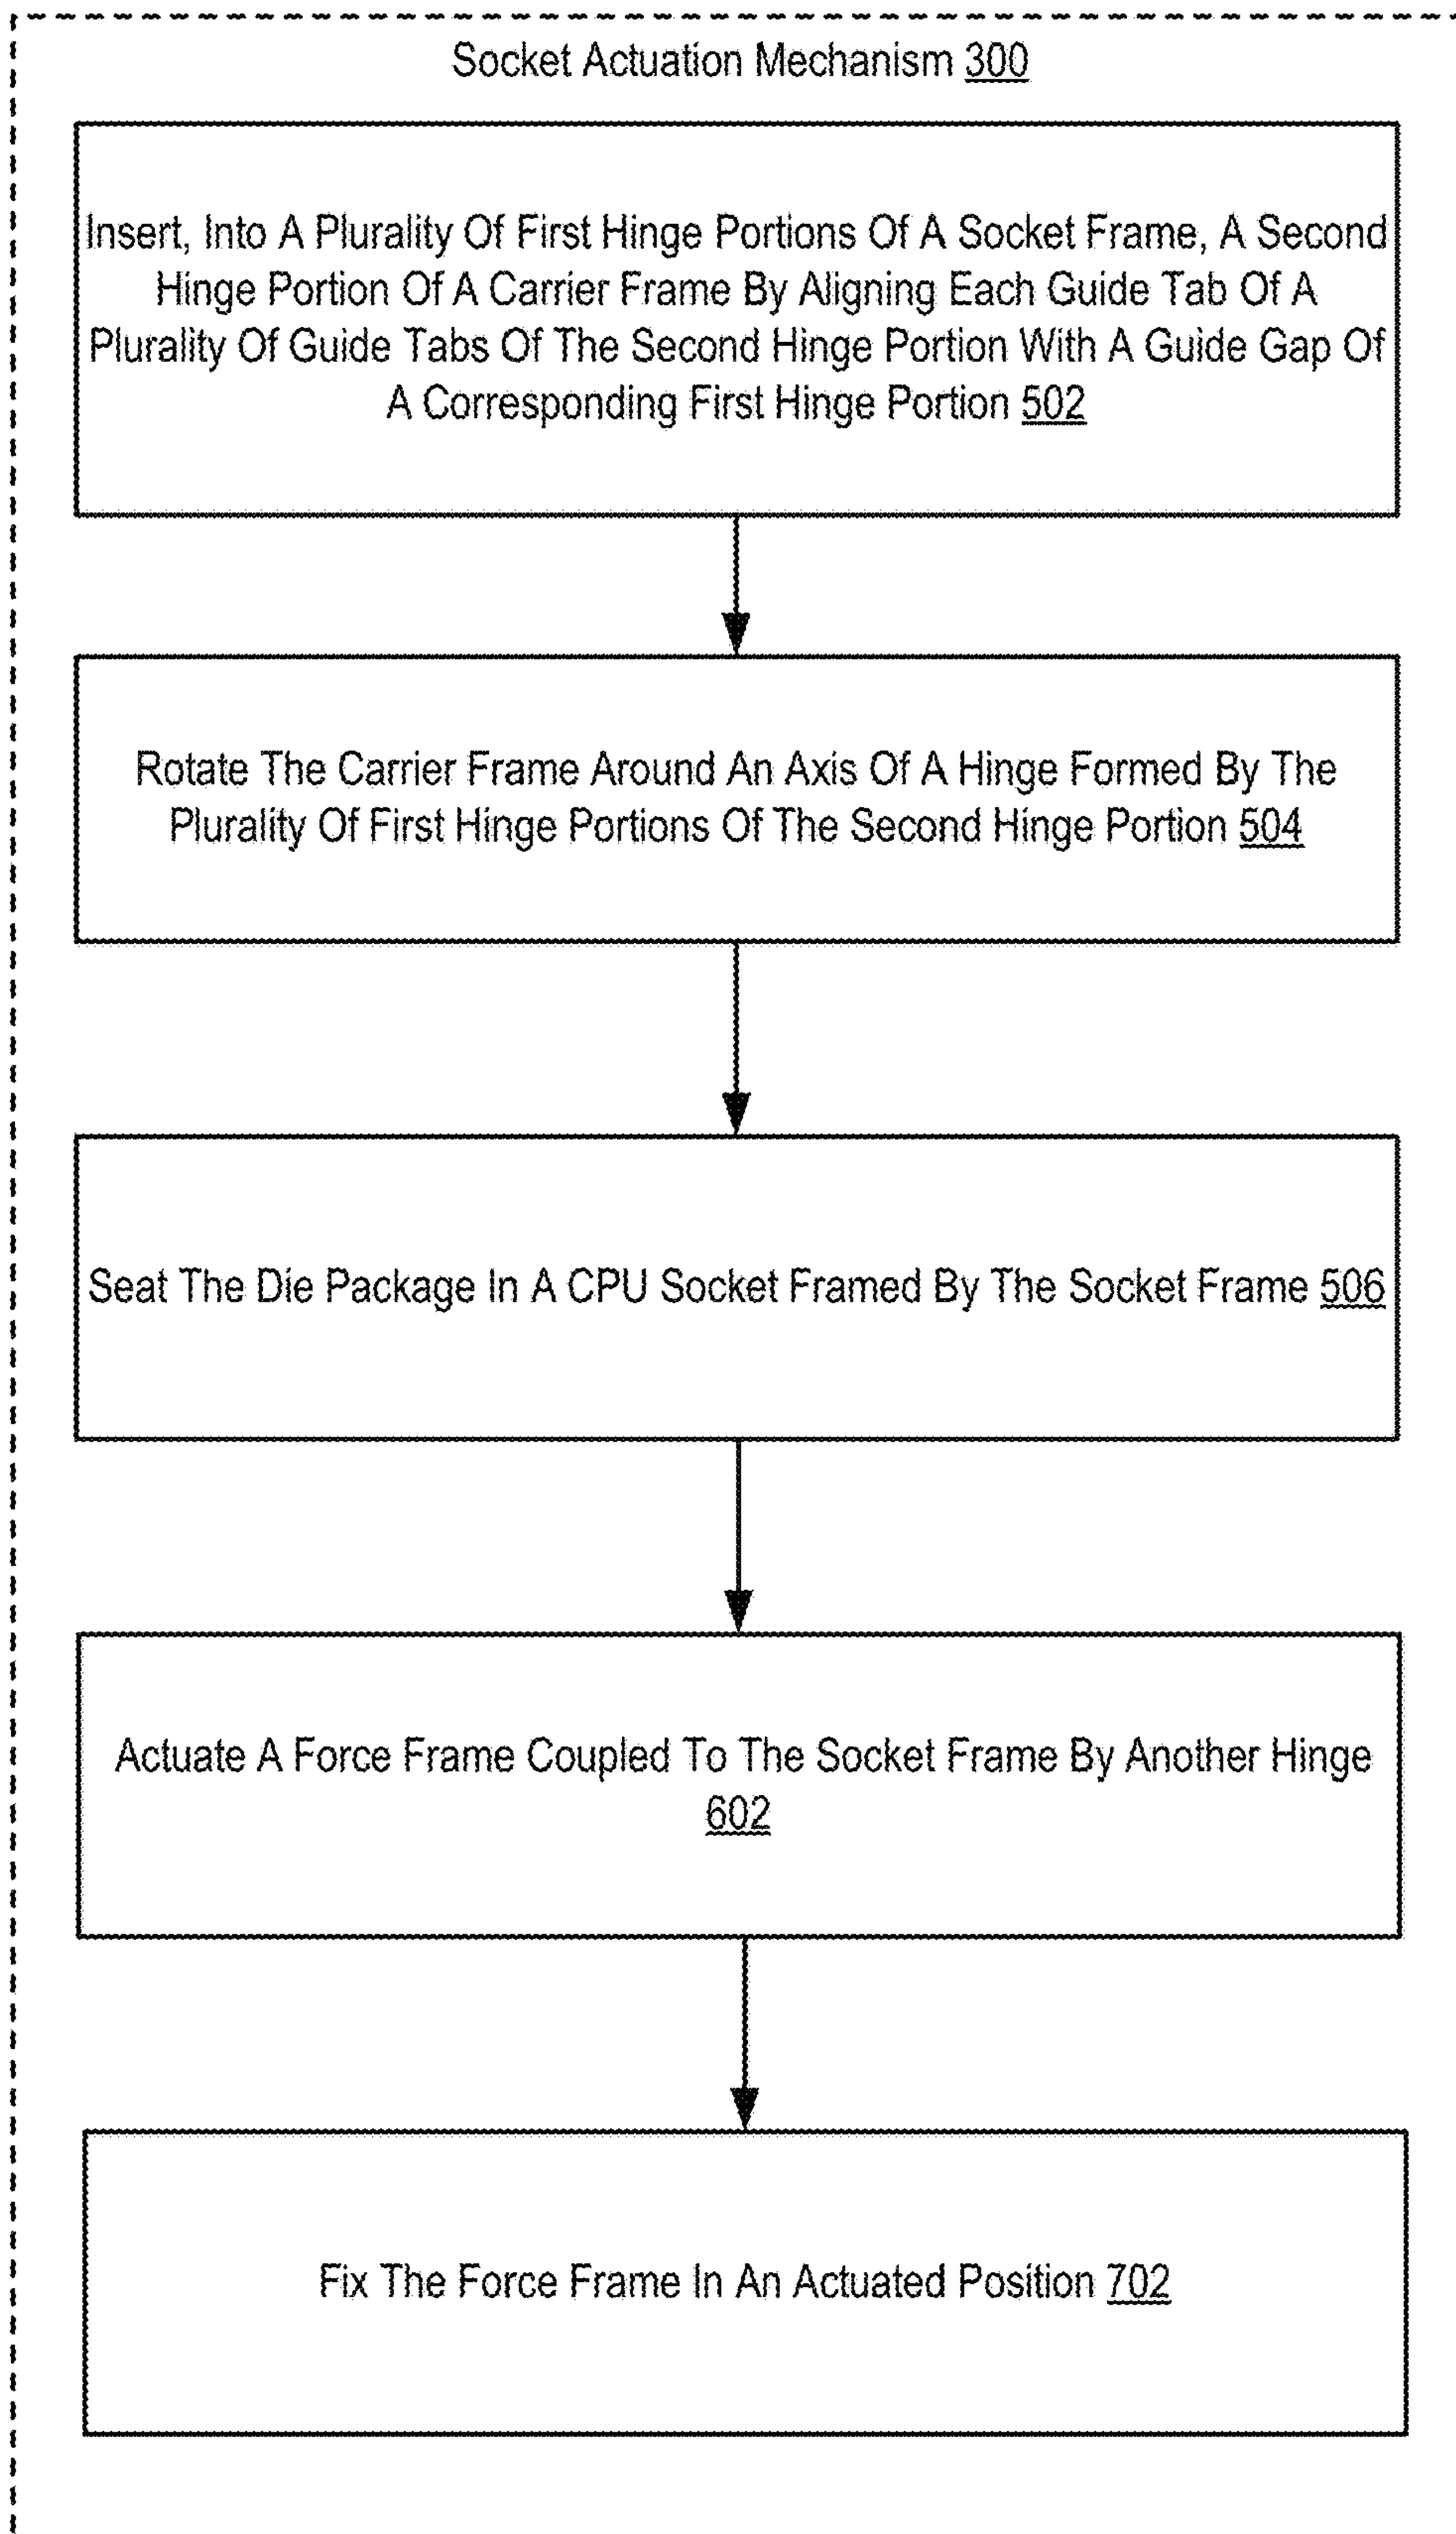 Socket Actuation Mechanism 300
Insert, Into A Plurality Of First Hinge Portions Of A Socket Frame, A Second
Hinge Portion Of A Carrier Frame By Aligning Each Guide Tab Of A
Plurality Of Guide Tabs Of The Second Hinge Portion With A Guide Gap Of
A Corresponding First Hinge Portion 502
Rotate The Carrier Frame Around An Axis Of A Hinge Formed By The
Plurality Of First Hinge Portions Of The Second Hinge Portion 504
Seat The Die Package In A CPU Socket Framed By The Socket Frame 506
Actuate A Force Frame Coupled To The Socket Frame By Another Hinge
602
Fix The Force Frame In An Actuated Position 702